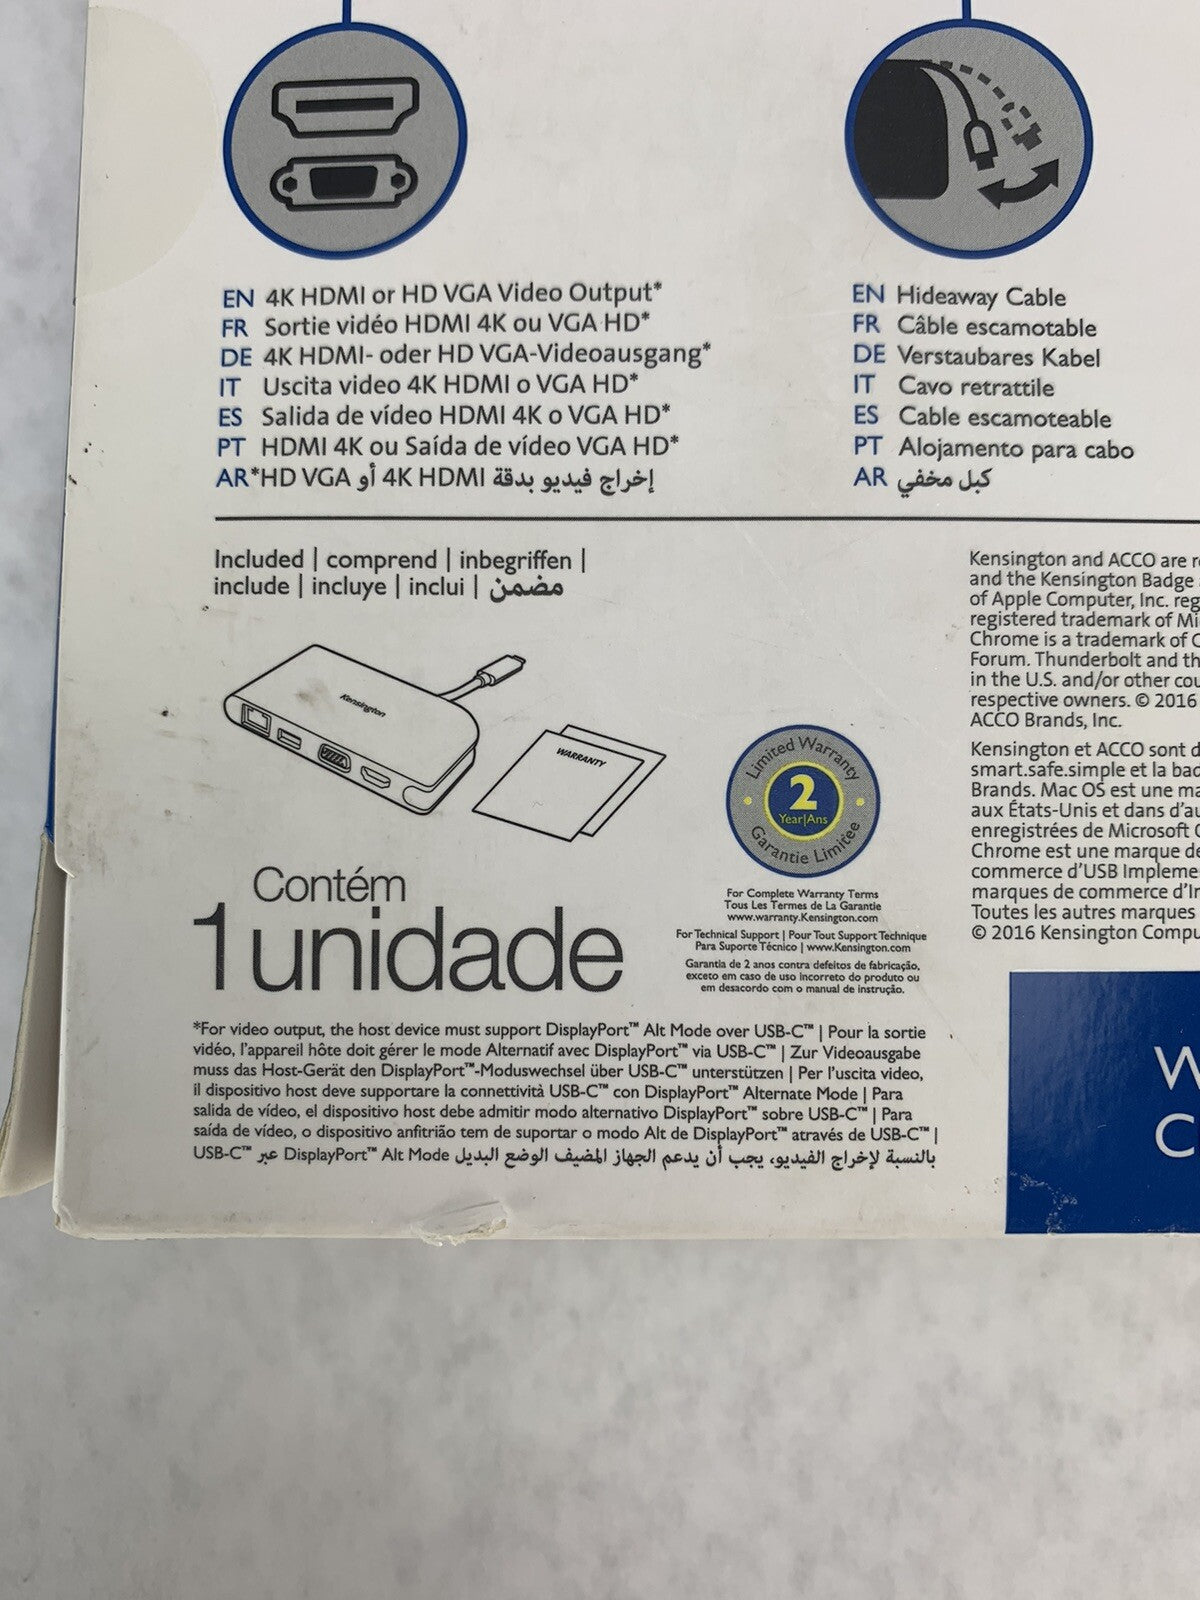 EN 4K HDMI or HD VGA Video Output*
FR Sortie vidéo HDMI 4K ou VGA HD*
DE 4K HDMI- oder HD VGA-Videoausgang*
IT Uscita video 4K HDMI o VGA HD*
ES Salida de vídeo HDMI 4K o VGA HD*
PT HDMI 4K ou Saída de vídeo VGA HD*
AR إخراج فيديو بدقة 4K HDMI أو HD VGA*
EN Hideaway Cable
FR Câble escamotable
DE Verstaubares Kabel
IT Cavo retrattile
ES Cable escamoteable
PT Alojamento para cabo
AR كبل مخفي
Included | comprend | inbegriffen |
include | incluye | inclui | مضمن
Kensington
WARRANTY
Limited Warranty
2
Year|Ans
Garantie Limitée
Contém
1 unidade
For Complete Warranty Terms
Tous Les Termes de La Garantie
www.warranty.Kensington.com
For Technical Support | Pour Tout Support Technique
Para Suporte Técnico | www.Kensington.com
Garantia de 2 anos contra defeitos de fabricação,
exceto em caso de uso incorreto do produto ou
em desacordo com o manual de instrução.
*For video output, the host device must support DisplayPort™ Alt Mode over USB-C™ | Pour la sortie
vidéo, l'appareil hôte doit gérer le mode Alternatif avec DisplayPort™ via USB-C™ | Zur Videoausgabe
muss das Host-Gerät den DisplayPort™-Moduswechsel über USB-C™ unterstützen | Per l'uscita video,
il dispositivo host deve supportare la connettività USB-C™ con DisplayPort™ Alternate Mode | Para
salida de vídeo, el dispositivo host debe admitir modo alternativo DisplayPort™ sobre USB-C™ | Para
saída de vídeo, o dispositivo anfitrião tem de suportar o modo Alt de DisplayPort™ através de USB-C™ |
بالنسبة لإخراج الفيديو، يجب أن يدعم الجهاز المضيف الوضع البديل DisplayPort™ Alt Mode عبر USB-C™
Kensington and ACCO are
and the Kensington Badge
of Apple Computer, Inc.
registered trademark of
Chrome is a trademark of
Forum. Thunderbolt and
in the U.S. and/or other
respective owners. © 2016
ACCO Brands, Inc.
Kensington et ACCO sont
smart.safe.simple et la
Brands. Mac OS est une
aux États-Unis et dans
enregistrées de Microsoft
Chrome est une marque
commerce d'USB
marques de commerce
Toutes les autres marques
© 2016 Kensington
W
C